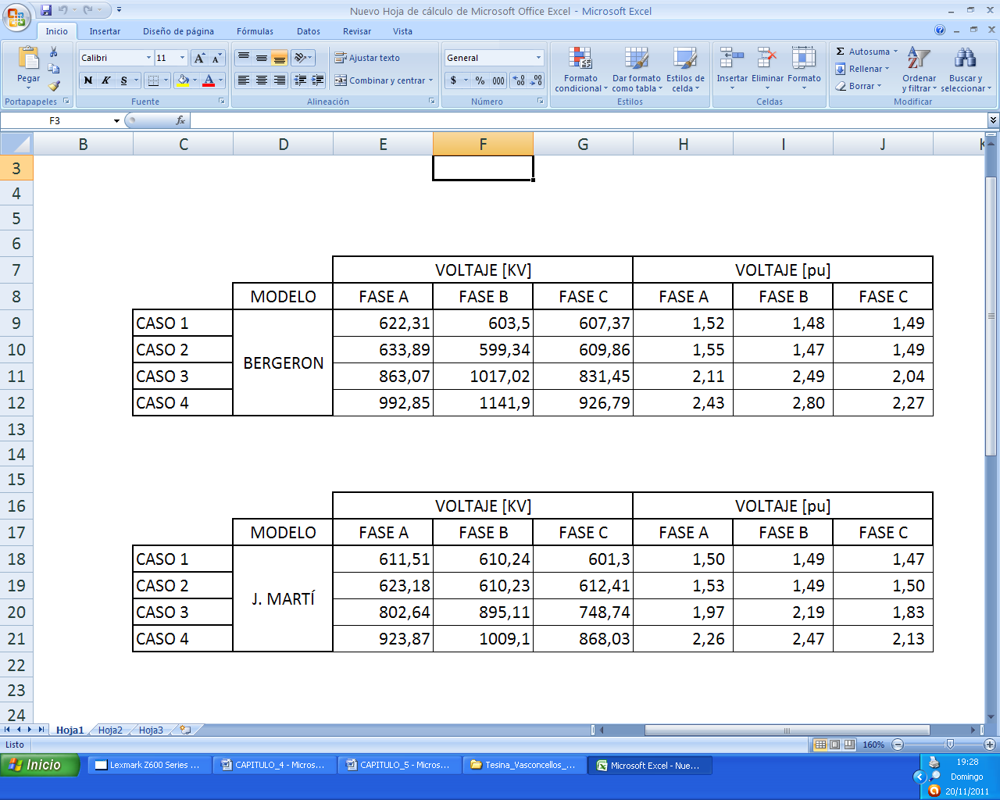 Nuevo Hoja de cálculo de Microsoft Office Excel - Microsoft Excel
Inicio Insertar Diseño de página Fórmulas Datos Revisar Vista
Pegar
Portapapeles
Calibri 11
N K S
Fuente
Ajustar texto
Combinar y centrar
Alineación
General
$ % 000
Número
Formato condicional
Dar formato como tabla
Estilos de celda
Estilos
Insertar Eliminar Formato
Celdas
Autosuma
Rellenar
Borrar
Ordenar y filtrar
Buscar y seleccionar
Modificar
F3 fx
B C D E F G H I J K
3
4
5
6
7 VOLTAJE [KV] VOLTAJE [pu]
8 MODELO FASE A FASE B FASE C FASE A FASE B FASE C
9 CASO 1 622,31 603,5 607,37 1,52 1,48 1,49
10 CASO 2 633,89 599,34 609,86 1,55 1,47 1,49
BERGERON
11 CASO 3 863,07 1017,02 831,45 2,11 2,49 2,04
12 CASO 4 992,85 1141,9 926,79 2,43 2,80 2,27
13
14
15
16 VOLTAJE [KV] VOLTAJE [pu]
17 MODELO FASE A FASE B FASE C FASE A FASE B FASE C
18 CASO 1 611,51 610,24 601,3 1,50 1,49 1,47
19 CASO 2 623,18 610,23 612,41 1,53 1,49 1,50
J. MARTÍ
20 CASO 3 802,64 895,11 748,74 1,97 2,19 1,83
21 CASO 4 923,87 1009,1 868,03 2,26 2,47 2,13
22
23
24
Hoja1 Hoja2 Hoja3
Listo 160%
Inicio Lexmark Z600 Series ... CAPITULO_4 - Micros... CAPITULO_5 - Micros... Tesina_Vasconcellos_... Microsoft Excel - Nue...
19:28
Domingo
20/11/2011